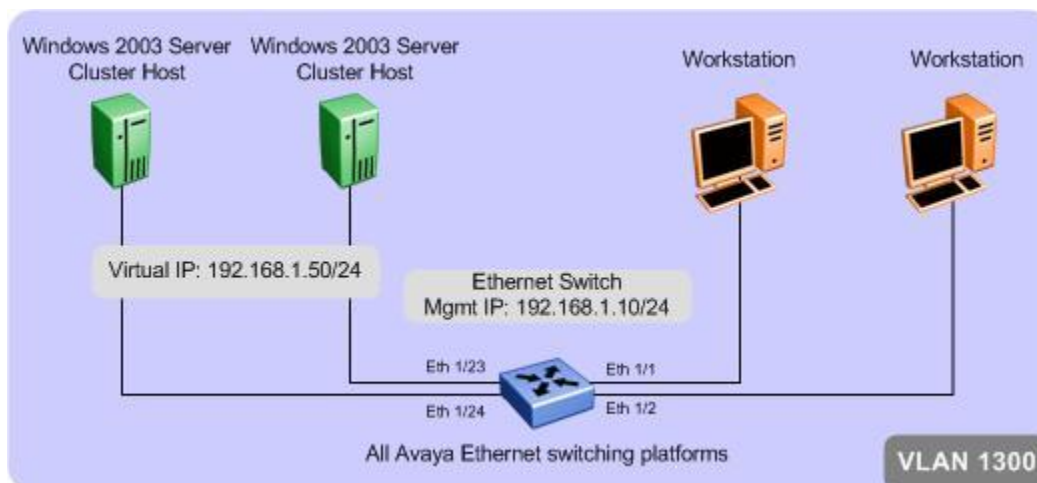 Windows 2003 Server
Cluster Host
Windows 2003 Server
Cluster Host
Workstation
Workstation
Virtual IP: 192.168.1.50/24
Ethernet Switch
Mgmt IP: 192.168.1.10/24
Eth 1/23
Eth 1/1
Eth 1/24
Eth 1/2
All Avaya Ethernet switching platforms
VLAN 1300